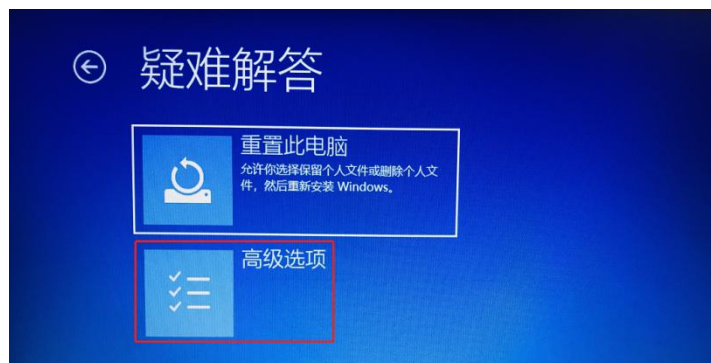 疑难解答
重置此电脑
允许你选择保留个人文件或删除个人文
件，然后重新安装 Windows。
高级选项